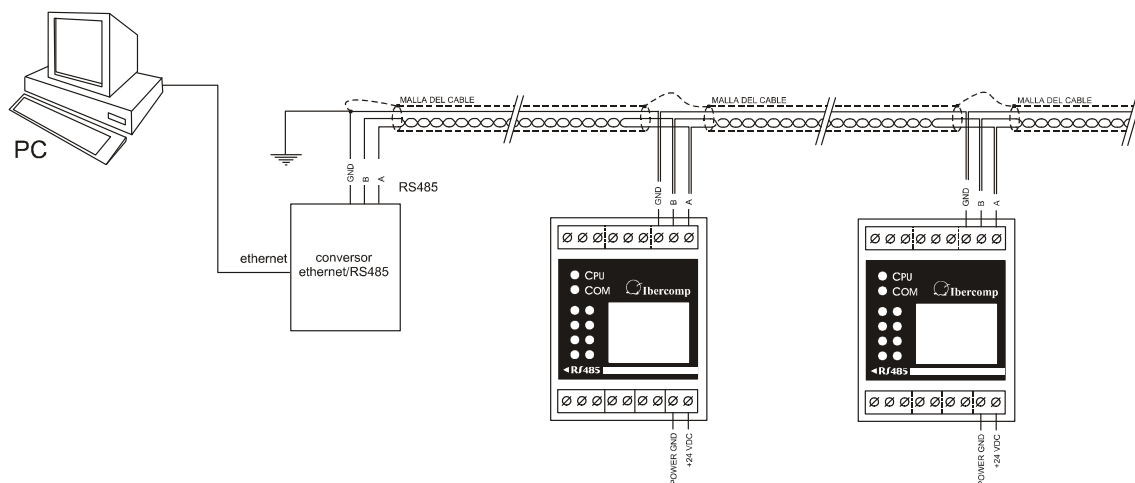 PC
MALLA DEL CABLE
MALLA DEL CABLE
MALLA DEL CABLE
GND
B
A
RS485
ethernet
conversor
ethernet/RS485
GND
B
A
CPU
COM
Ibercomp
RS485
POWER GND
+24 VDC
GND
B
A
CPU
COM
Ibercomp
RS485
POWER GND
+24 VDC